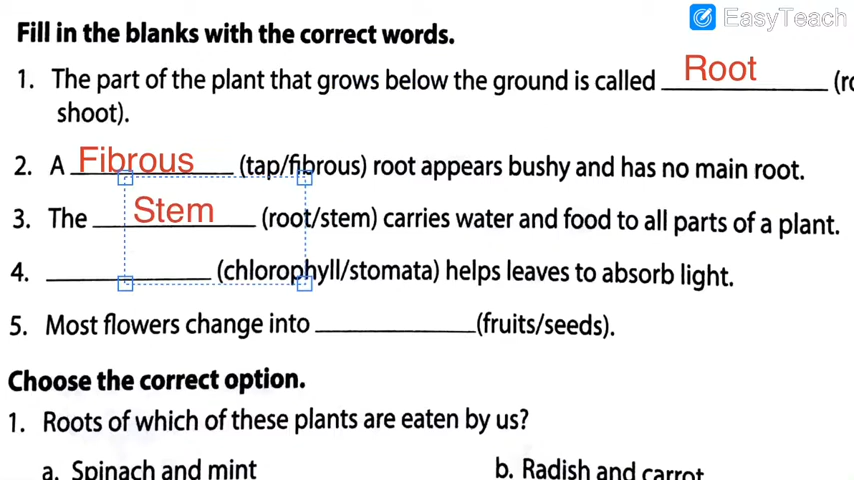 EasyTeach
Fill in the blanks with the correct words.
1. The part of the plant that grows below the ground is called Root (ro
shoot).
2. A Fibrous (tap/fibrous) root appears bushy and has no main root.
3. The Stem (root/stem) carries water and food to all parts of a plant.
4. ____________ (chlorophyll/stomata) helps leaves to absorb light.
5. Most flowers change into ____________ (fruits/seeds).
Choose the correct option.
1. Roots of which of these plants are eaten by us?
a. Spinach and mint b. Radish and carrot